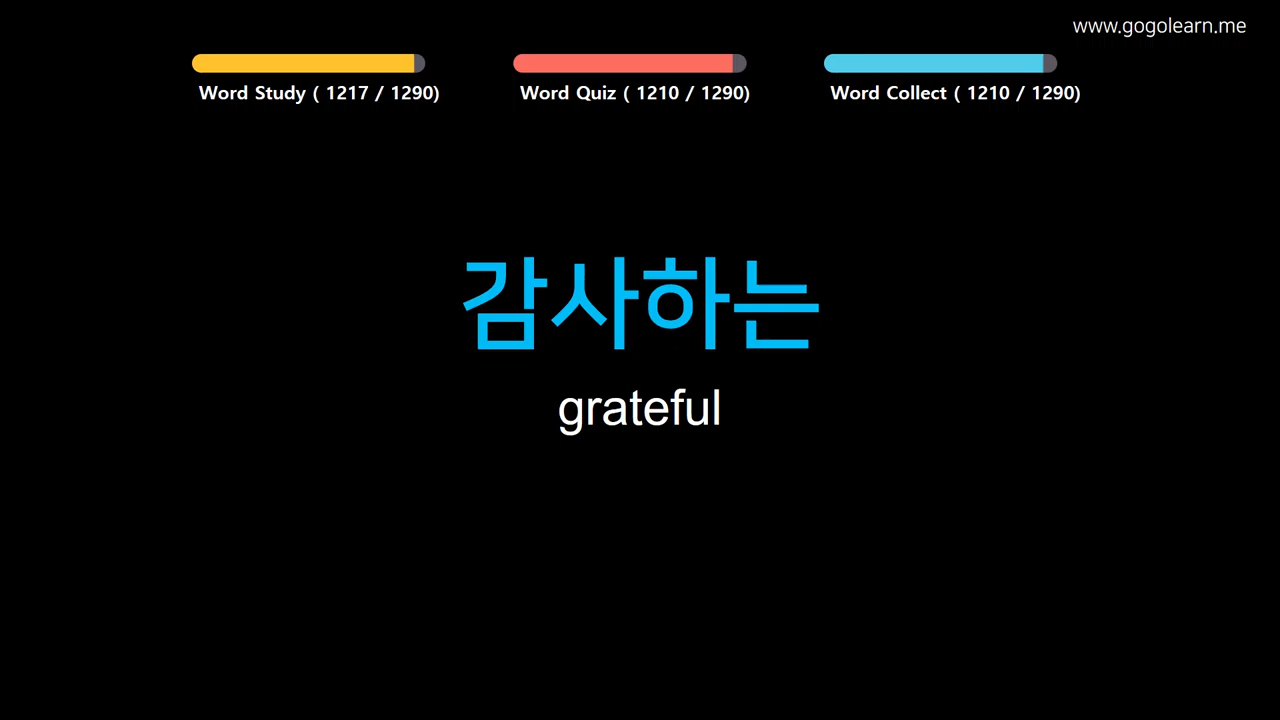 www.gogolearn.me
Word Study ( 1217 / 1290)
Word Quiz ( 1210 / 1290)
Word Collect ( 1210 / 1290)
감사하는
grateful